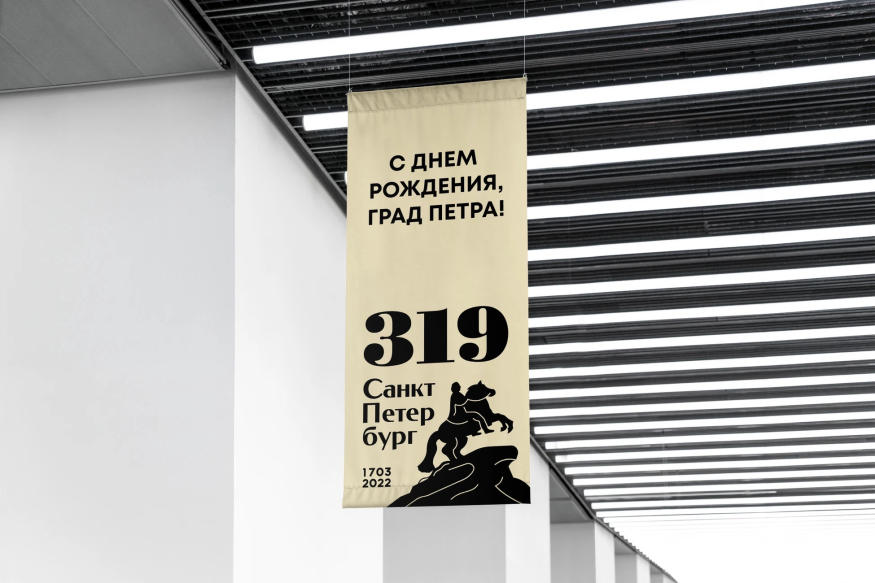 С ДНЕМ
РОЖДЕНИЯ,
ГРАД ПЕТРА!
319
Санкт
Петер
бург
1703
2022